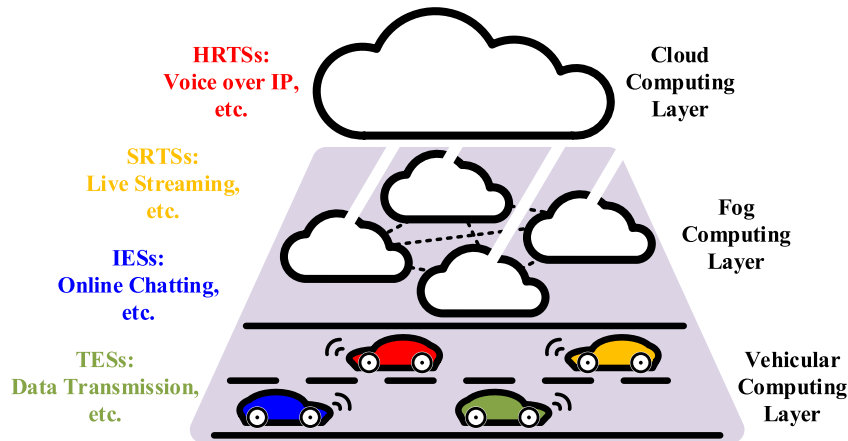 HRTSs:
Voice over IP,
etc.
Cloud
Computing
Layer
SRTSs:
Live Streaming,
etc.
Fog
Computing
Layer
IESs:
Online Chatting,
etc.
TESs:
Data Transmission,
etc.
Vehicular
Computing
Layer